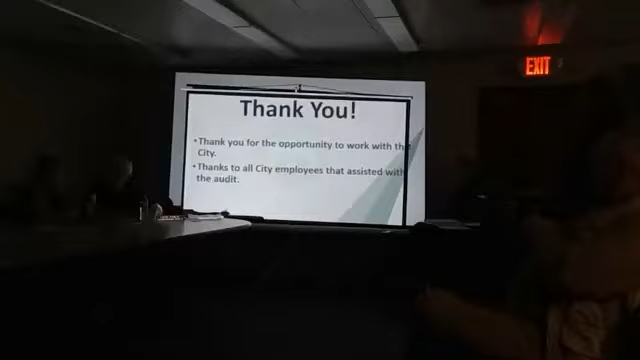 EXIT
Thank You!
•Thank you for the opportunity to work with the
City.
•Thanks to all City employees that assisted with
the audit.